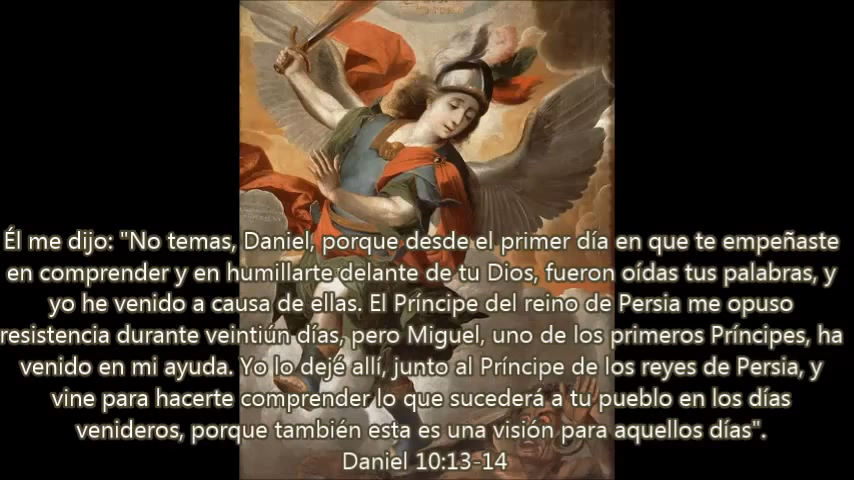 Él me dijo: "No temas, Daniel, porque desde el primer día en que te empeñaste
en comprender y en humillarte delante de tu Dios, fueron oídas tus palabras, y
yo he venido a causa de ellas. El Príncipe del reino de Persia me opuso
resistencia durante veintiún días, pero Miguel, uno de los primeros Príncipes, ha
venido en mi ayuda. Yo lo dejé allí, junto al Príncipe de los reyes de Persia, y
vine para hacerte comprender lo que sucederá a tu pueblo en los días
venideros, porque también esta es una visión para aquellos días".
Daniel 10:13-14